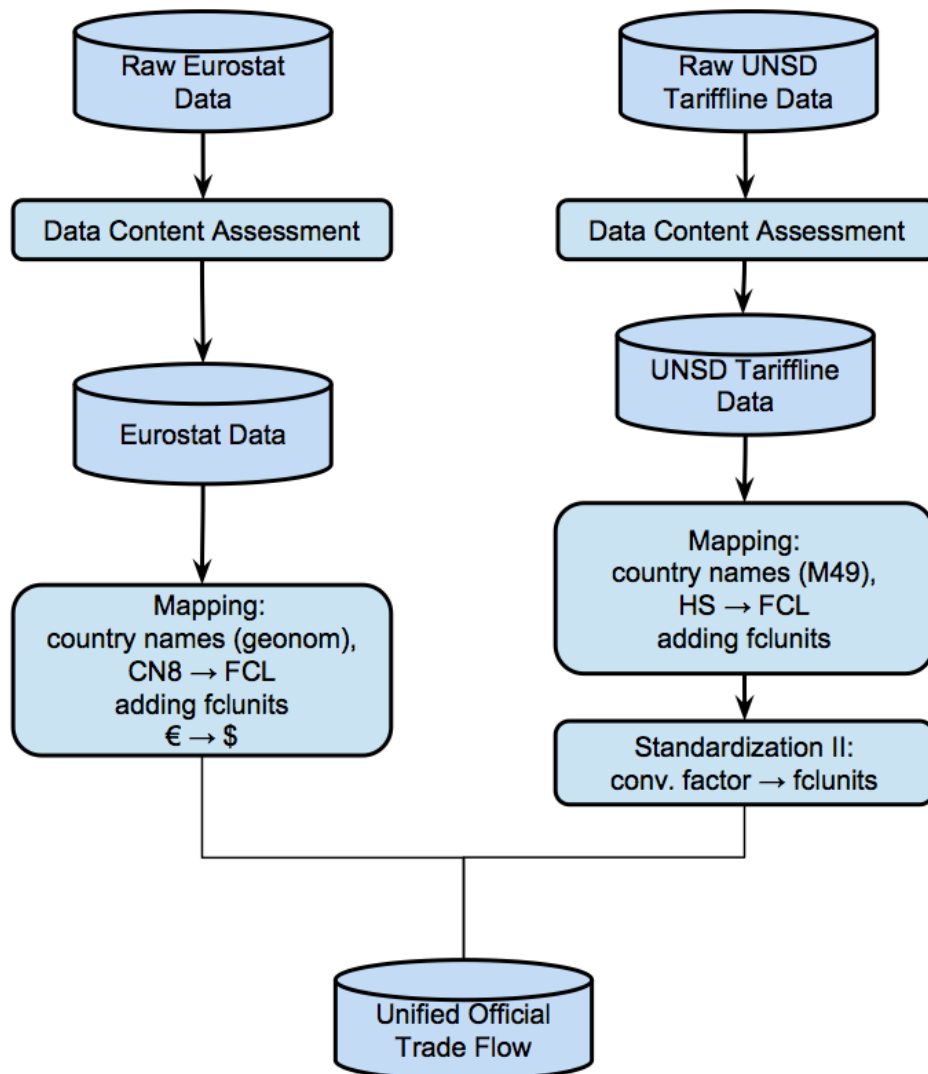 Raw Eurostat
Data
Raw UNSD
Tariffline Data
Data Content Assessment
Data Content Assessment
Eurostat Data
UNSD Tariffline
Data
Mapping:
country names (geonom),
CN8 → FCL
adding fclunits
€ → $
Mapping:
country names (M49),
HS → FCL
adding fclunits
Standardization II:
conv. factor → fclunits
Unified Official
Trade Flow